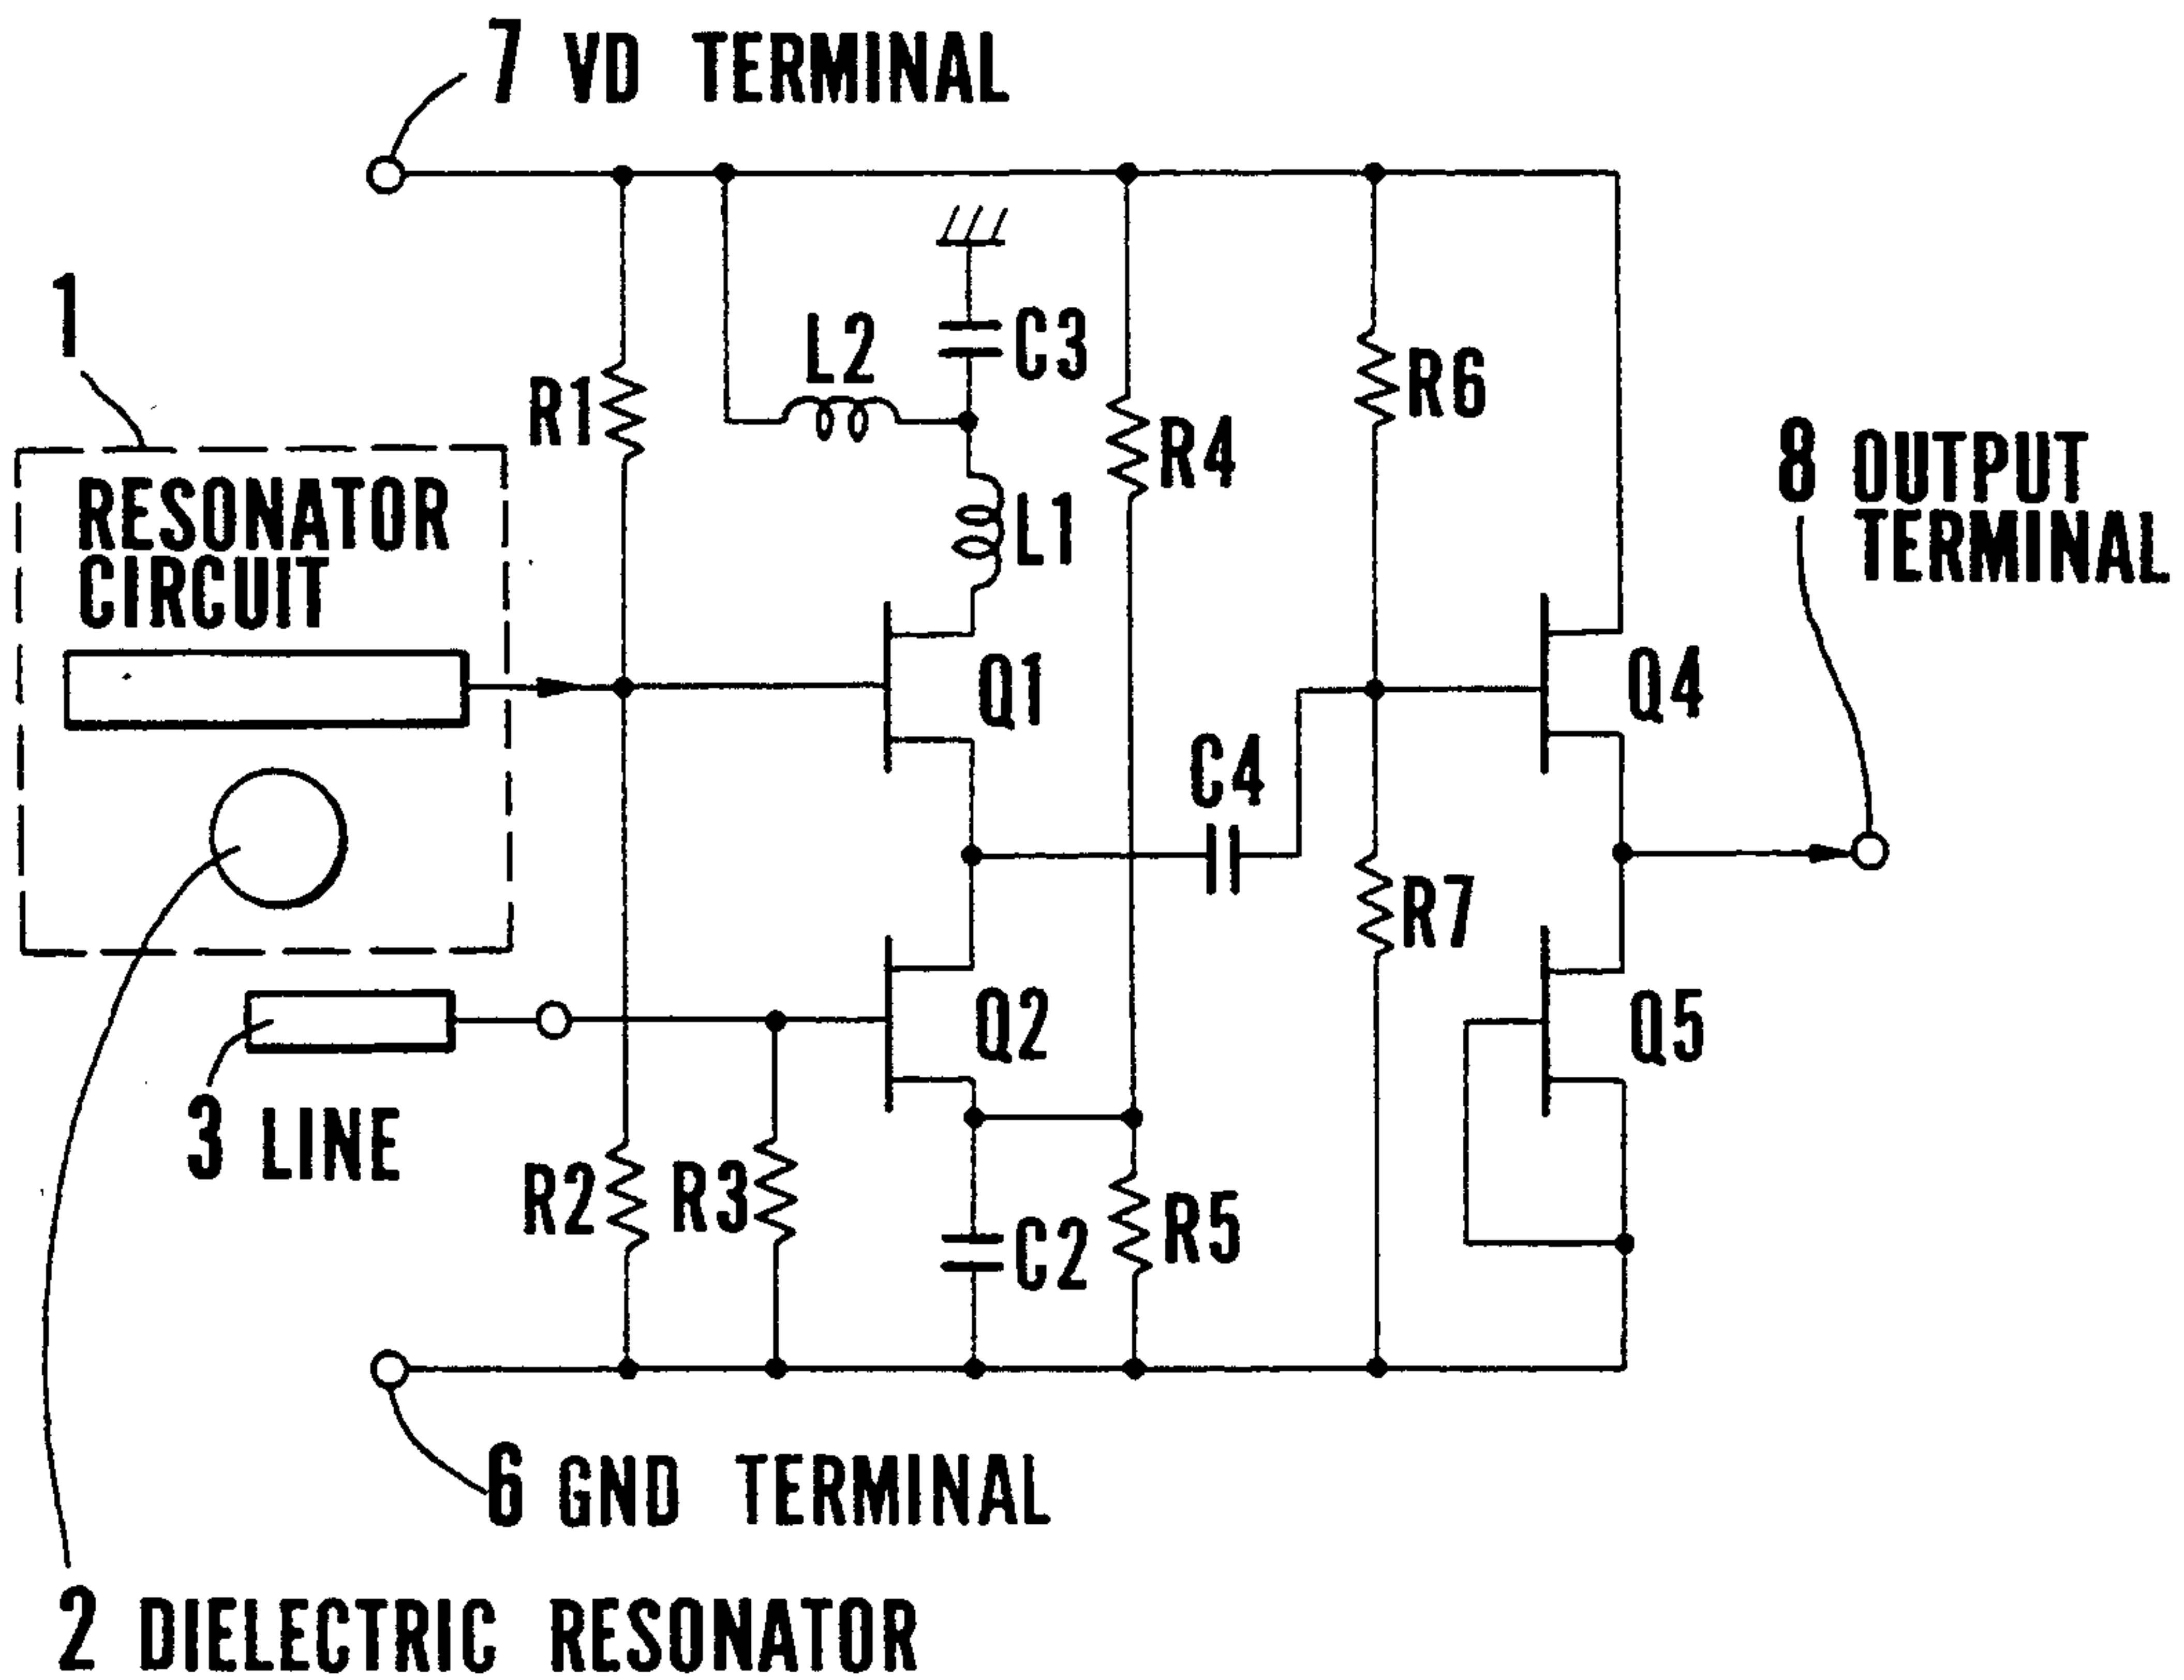 7 VD TERMINAL
1
RESONATOR
CIRCUIT
R1
L2
C3
L1
R4
R6
8 OUTPUT
TERMINAL
Q1
Q4
C4
R7
Q2
Q5
3 LINE
R2
R3
C2
R5
6 GND TERMINAL
2 DIELECTRIC RESONATOR